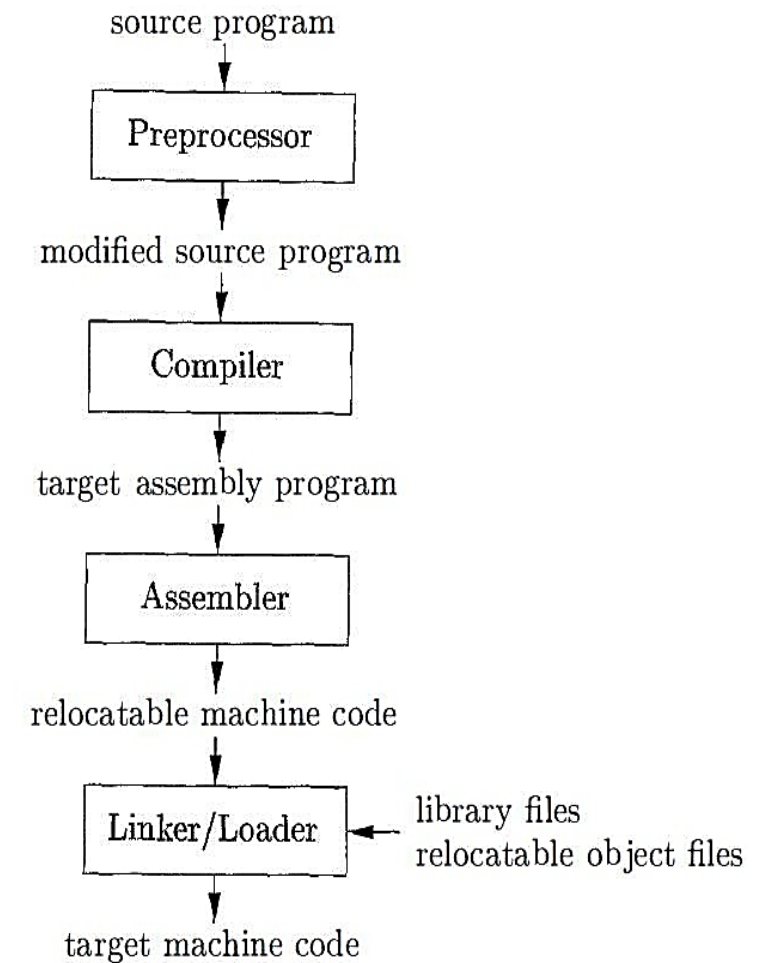 source program
Preprocessor
modified source program
Compiler
target assembly program
Assembler
relocatable machine code
Linker/Loader
library files
relocatable object files
target machine code